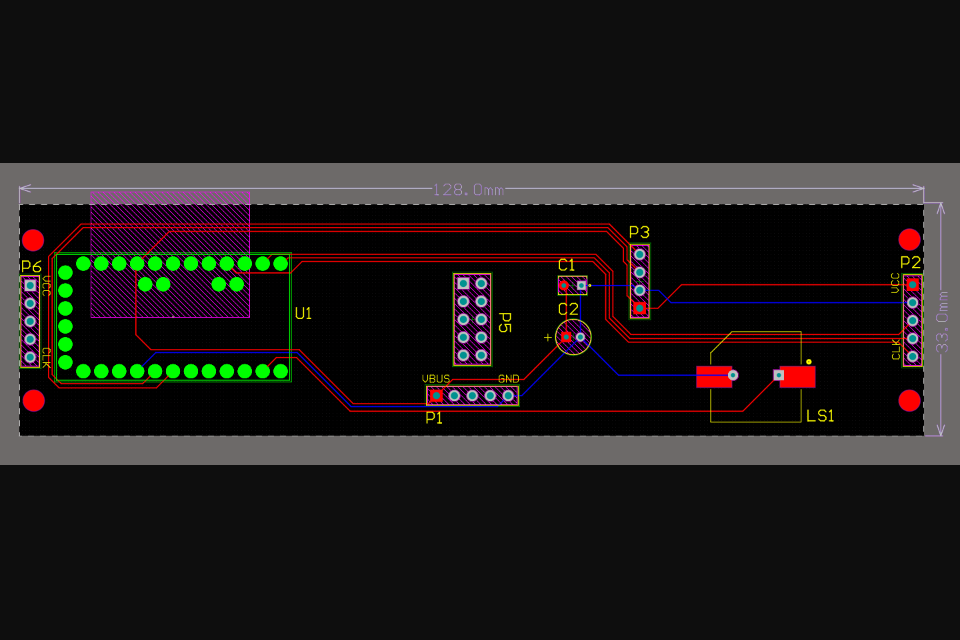 128.0mm
P3
P6
P2
C1
VCC
VCC
C2
U1
P5
33.0mm
+
CLK
CLK
VBUS
GND
P1
LS1